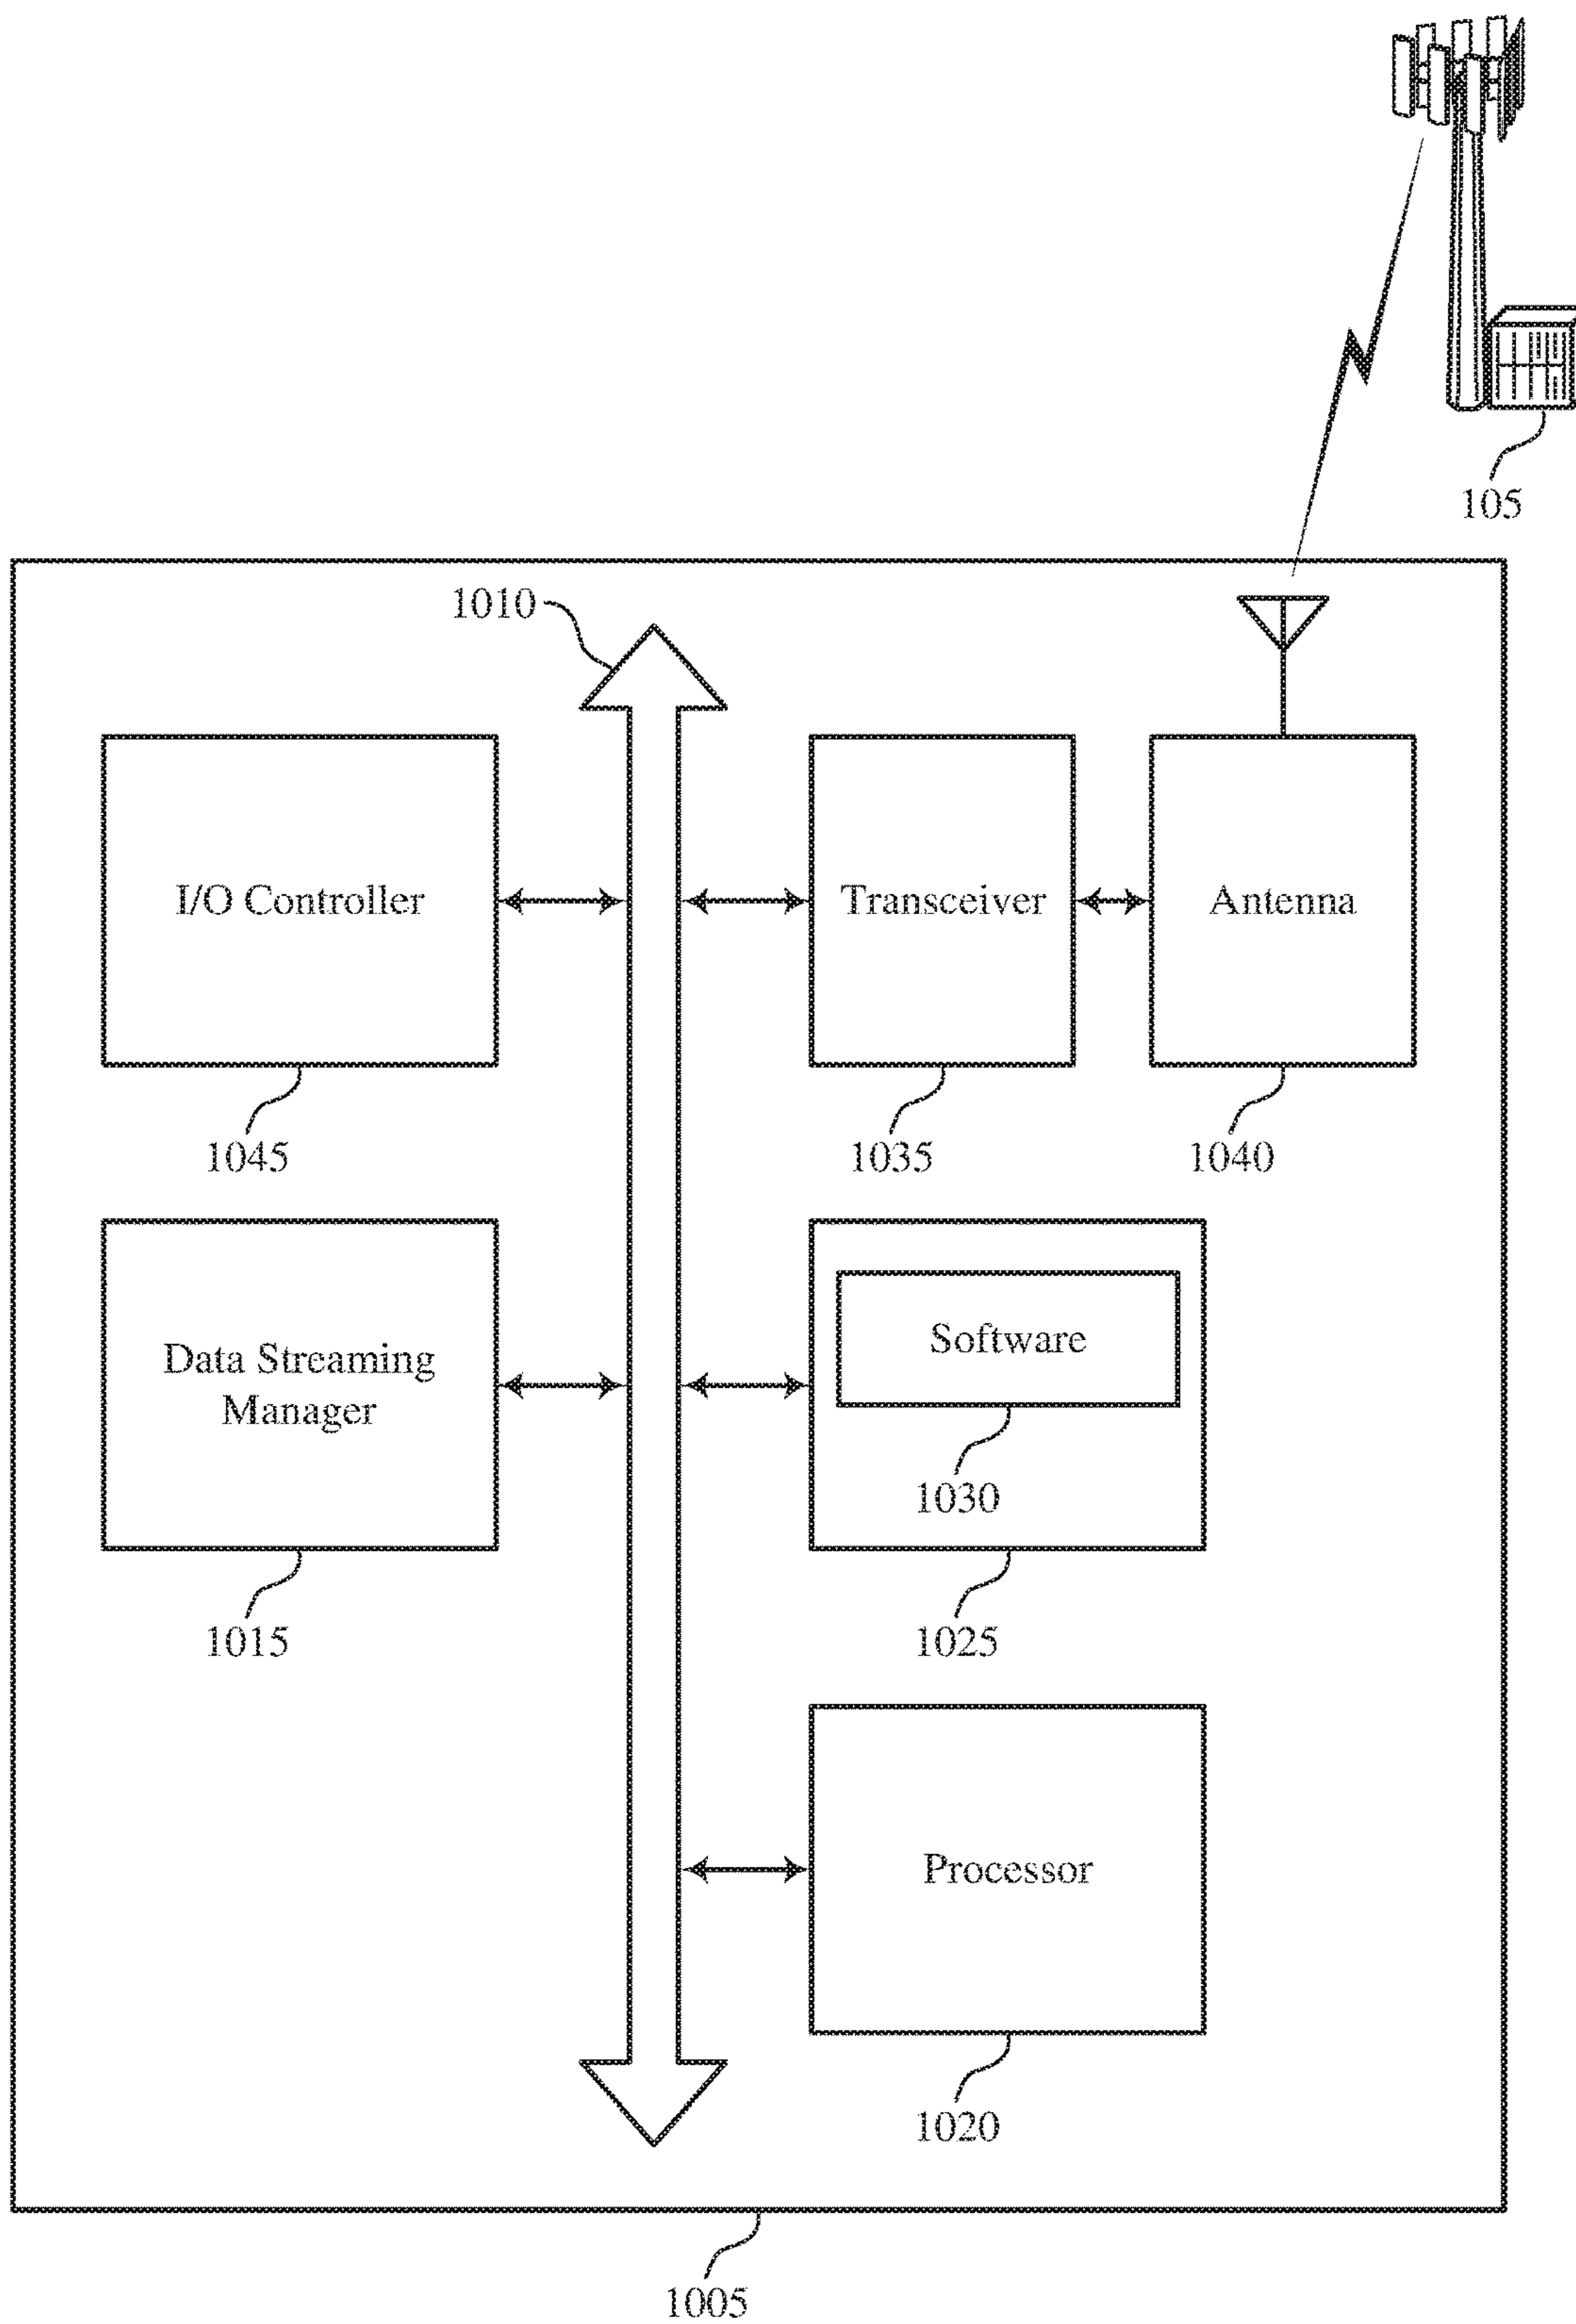 105
1010
I/O Controller
Transceiver
Antenna
1045
1035
1040
Data Streaming
Manager
Software
1030
1015
1025
Processor
1020
1005